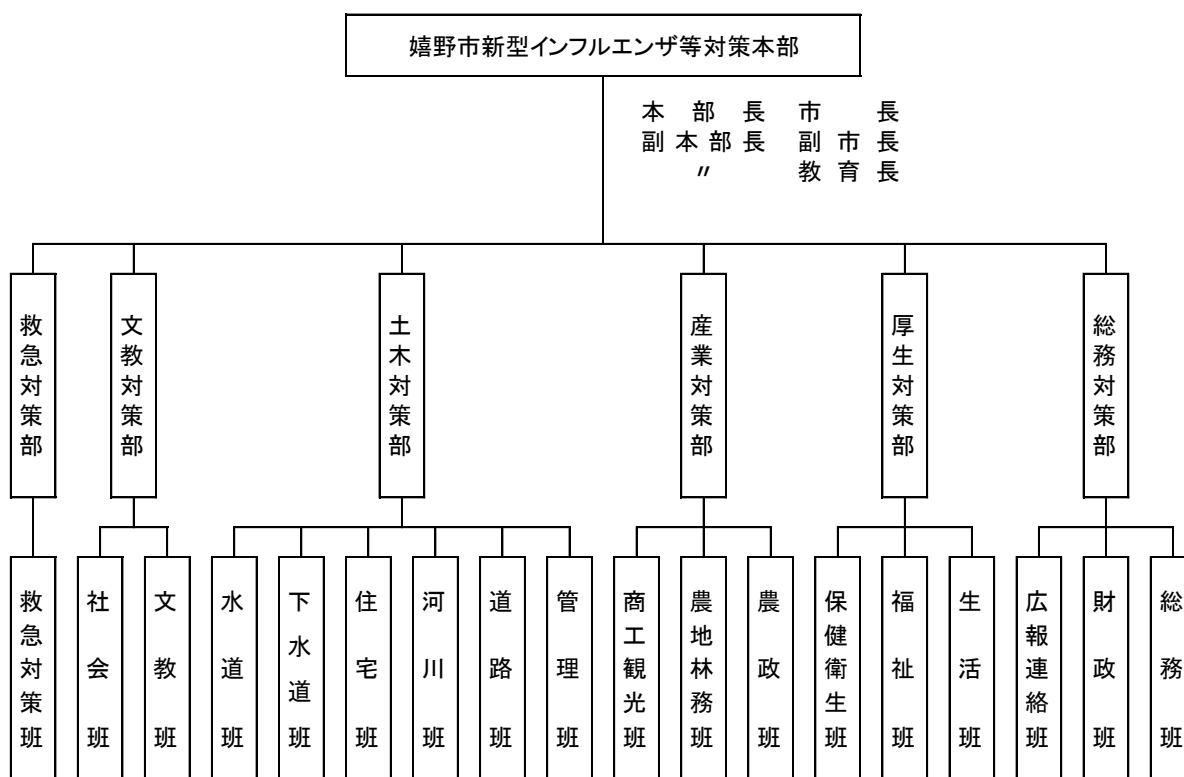 嬉野市新型インフルエンザ等対策本部
本部長 市長
副本部長 副市長
〃 教育長
救急対策部
文教対策部
土木対策部
産業対策部
厚生対策部
総務対策部
救急対策班
社会班
文教班
水道班
下水道班
住宅班
河川班
道路班
管理班
商工観光班
農地林務班
農政班
保健衛生班
福祉班
生活班
広報連絡班
財政班
総務班